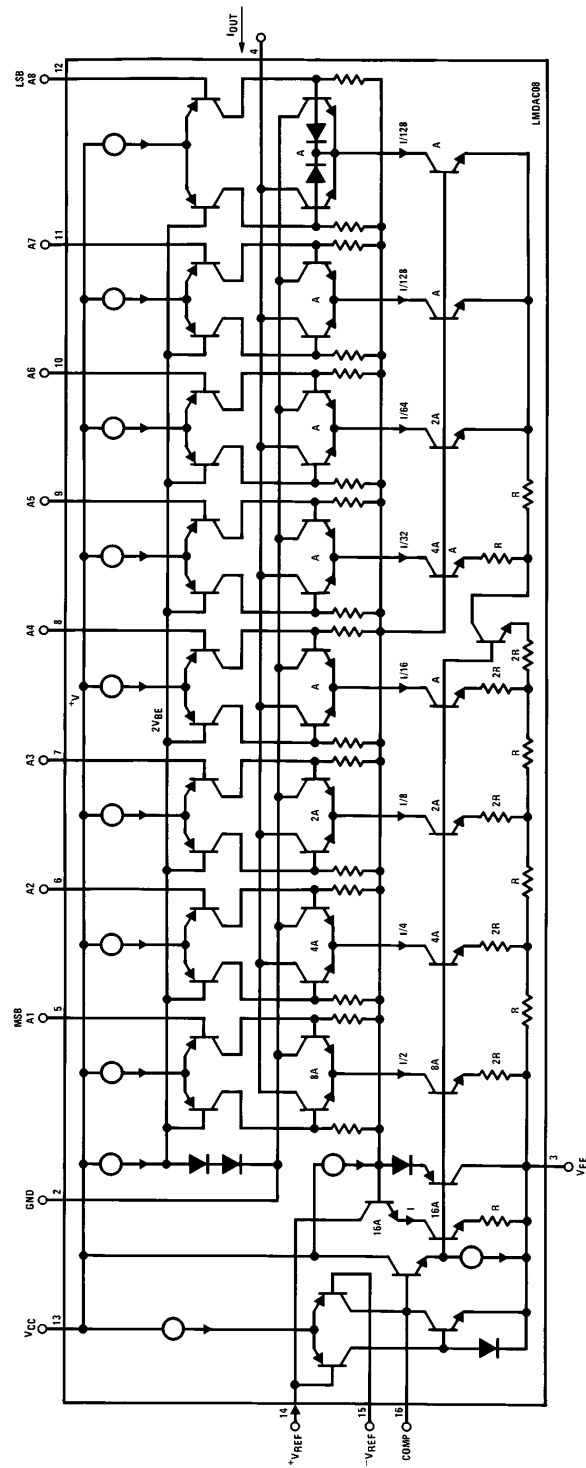 LSB
A8
12
IOUT
4
A7
11
A6
10
A5
9
A4
8
+V
2VBE
A3
7
A2
6
MSB
A1
5
GND
2
VCC
13
14
+VREF
15
-VREF
16
COMP
VEE
3
LMDAC08
8A
4A
2A
A
A
A
A
A
I
I/2
I/4
I/8
I/16
I/32
I/64
I/128
I/128
16A
16A
8A
4A
2A
A
4A
A
2A
A
A
R
2R
2R
2R
2R
2R
R
R
R
R
R